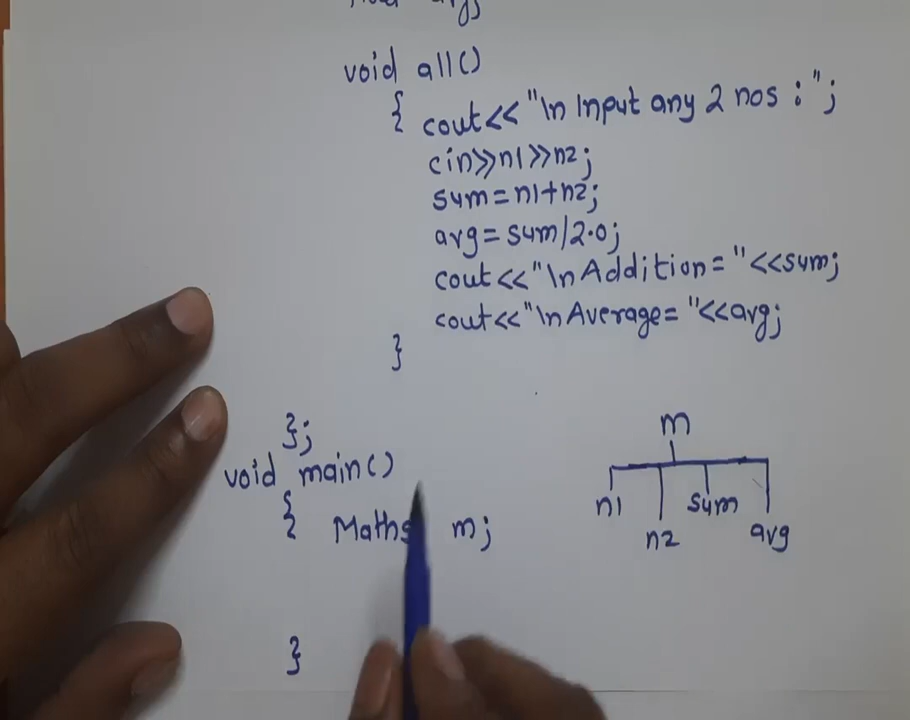 avg;
void all()
{ cout<<"\n Input any 2 nos :";
cin>>n1>>n2;
sum=n1+n2;
avg=sum/2.0;
cout<<"\n Addition= "<<sum;
cout<<"\n Average= "<<avg;
}
};
void main()
{ Maths m;
}
m
n1 n2 sum avg